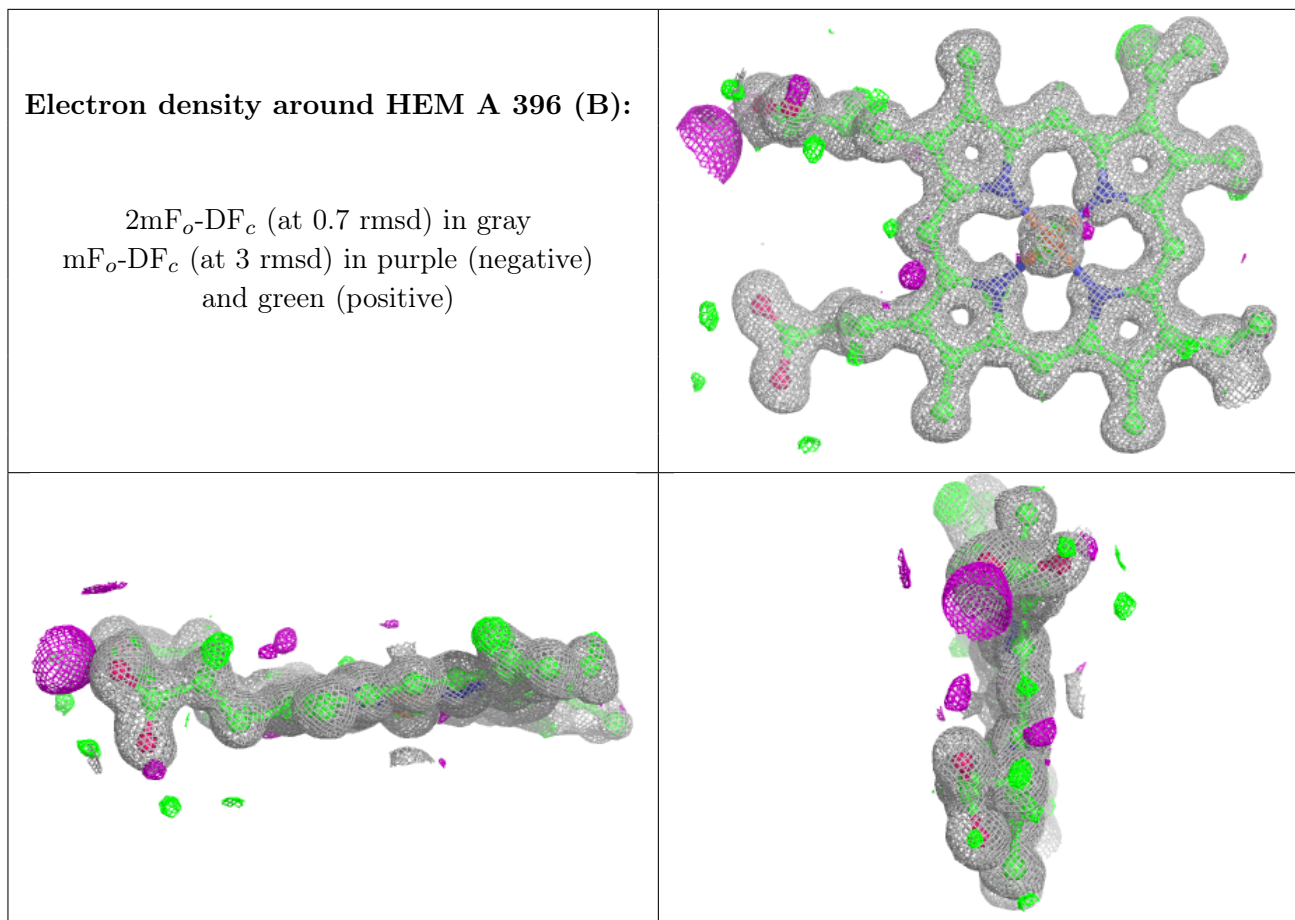 Electron density around HEM A 396 (B):
2mFo-DFc (at 0.7 rmsd) in gray
mFo-DFc (at 3 rmsd) in purple (negative)
and green (positive)